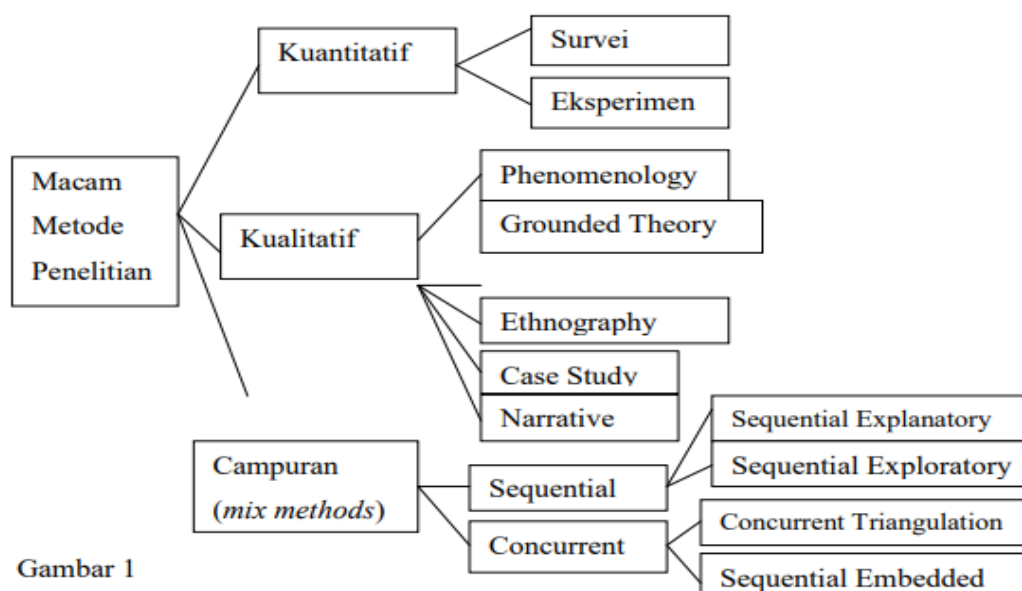 Kuantitatif
Survei
Eksperimen
Macam
Metode
Penelitian
Kualitatif
Phenomenology
Grounded Theory
Ethnography
Case Study
Narrative
Campuran
(mix methods)
Sequential
Sequential Explanatory
Sequential Exploratory
Concurrent
Concurrent Triangulation
Sequential Embedded
Gambar 1